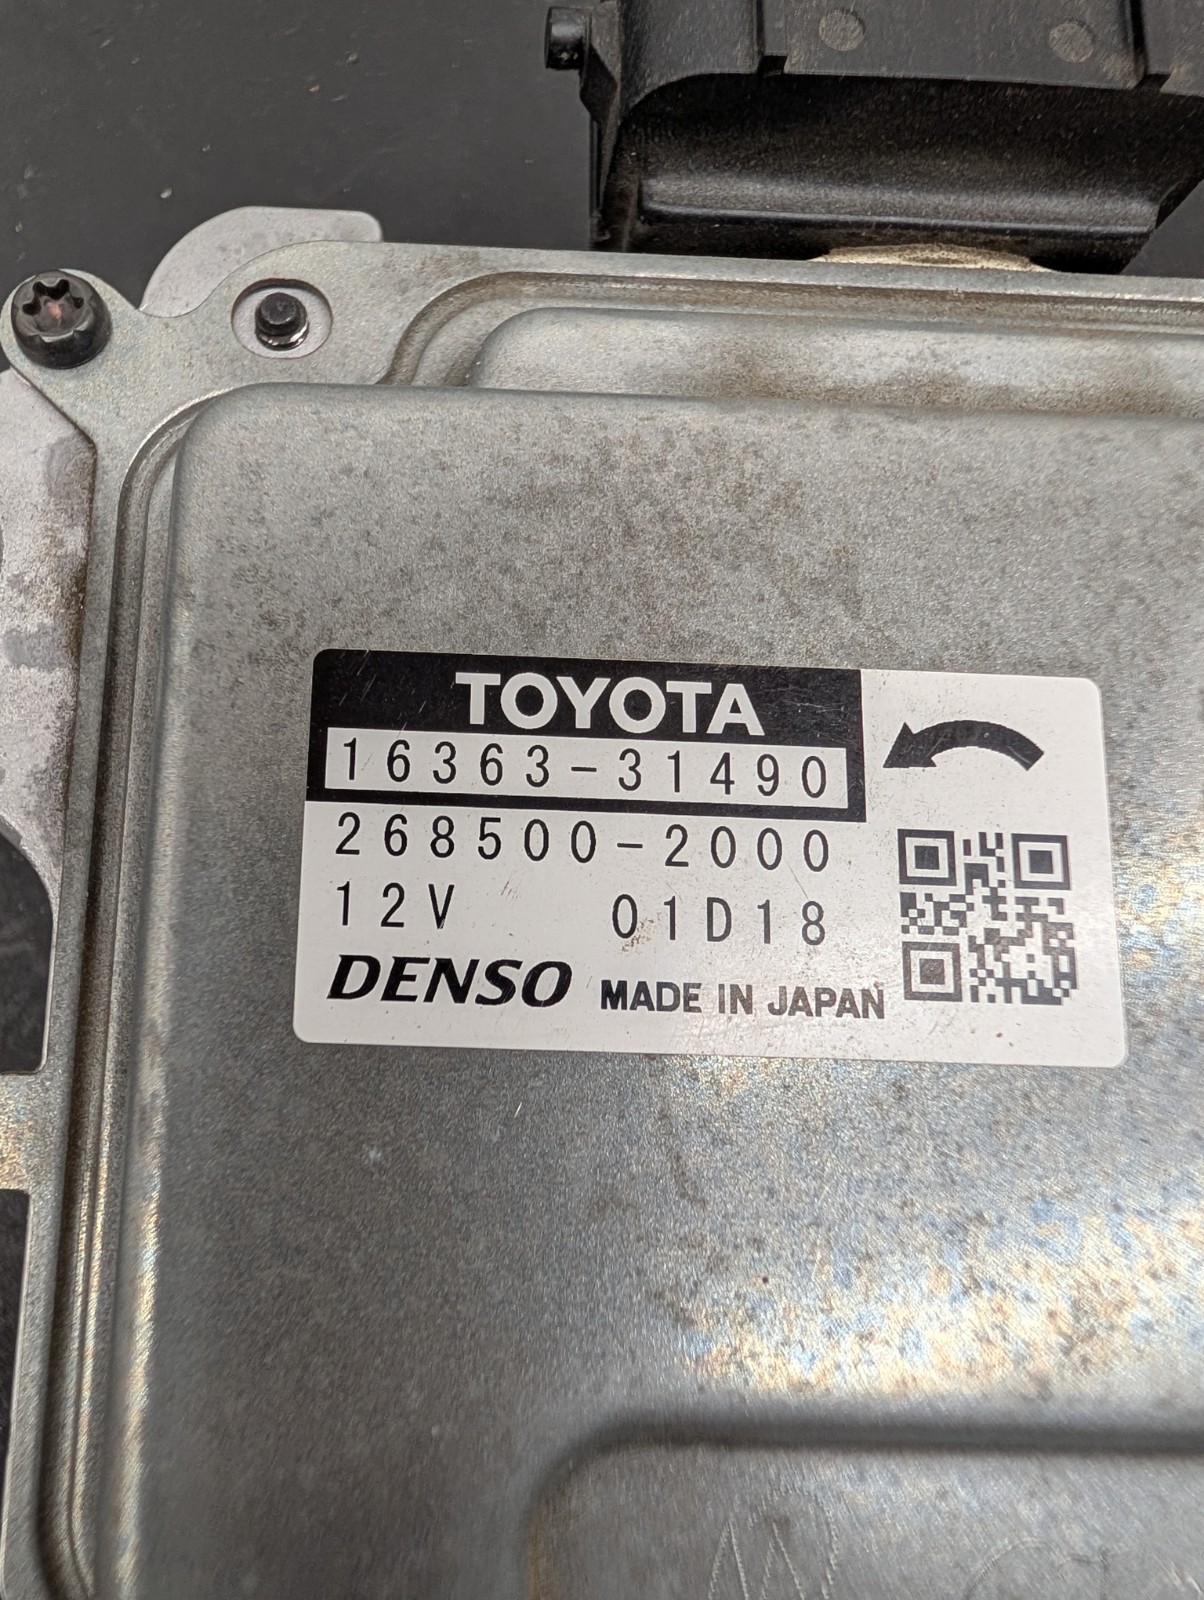 TOYOTA
16363-31490
268500-2000
12V 01D18
DENSO MADE IN JAPAN